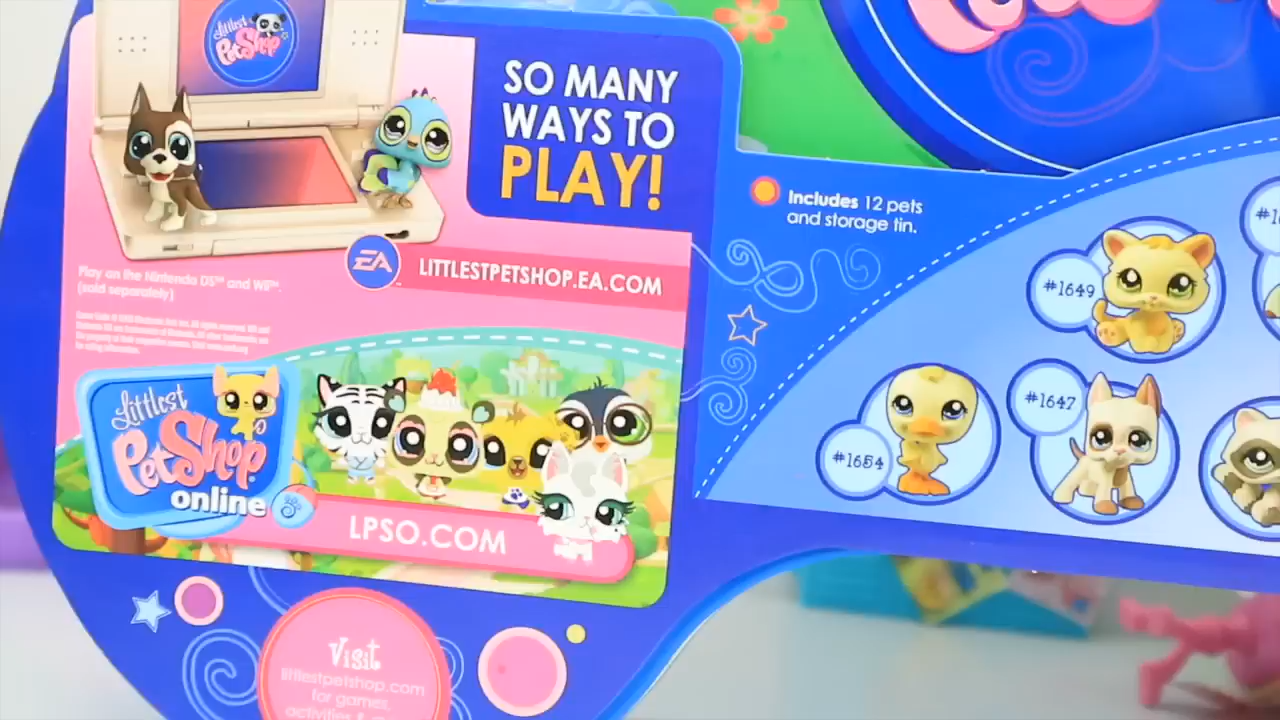 Littlest
PetShop
SO MANY
WAYS TO
PLAY!
Includes 12 pets
and storage tin.
EA
LITTLESTPETSHOP.EA.COM
Play on the Nintendo DS™ and Wii™.
(sold separately)
#1649
#1647
#1654
Littlest
PetShop
online
LPSO.COM
Visit
littlestpetshop.com
for games,